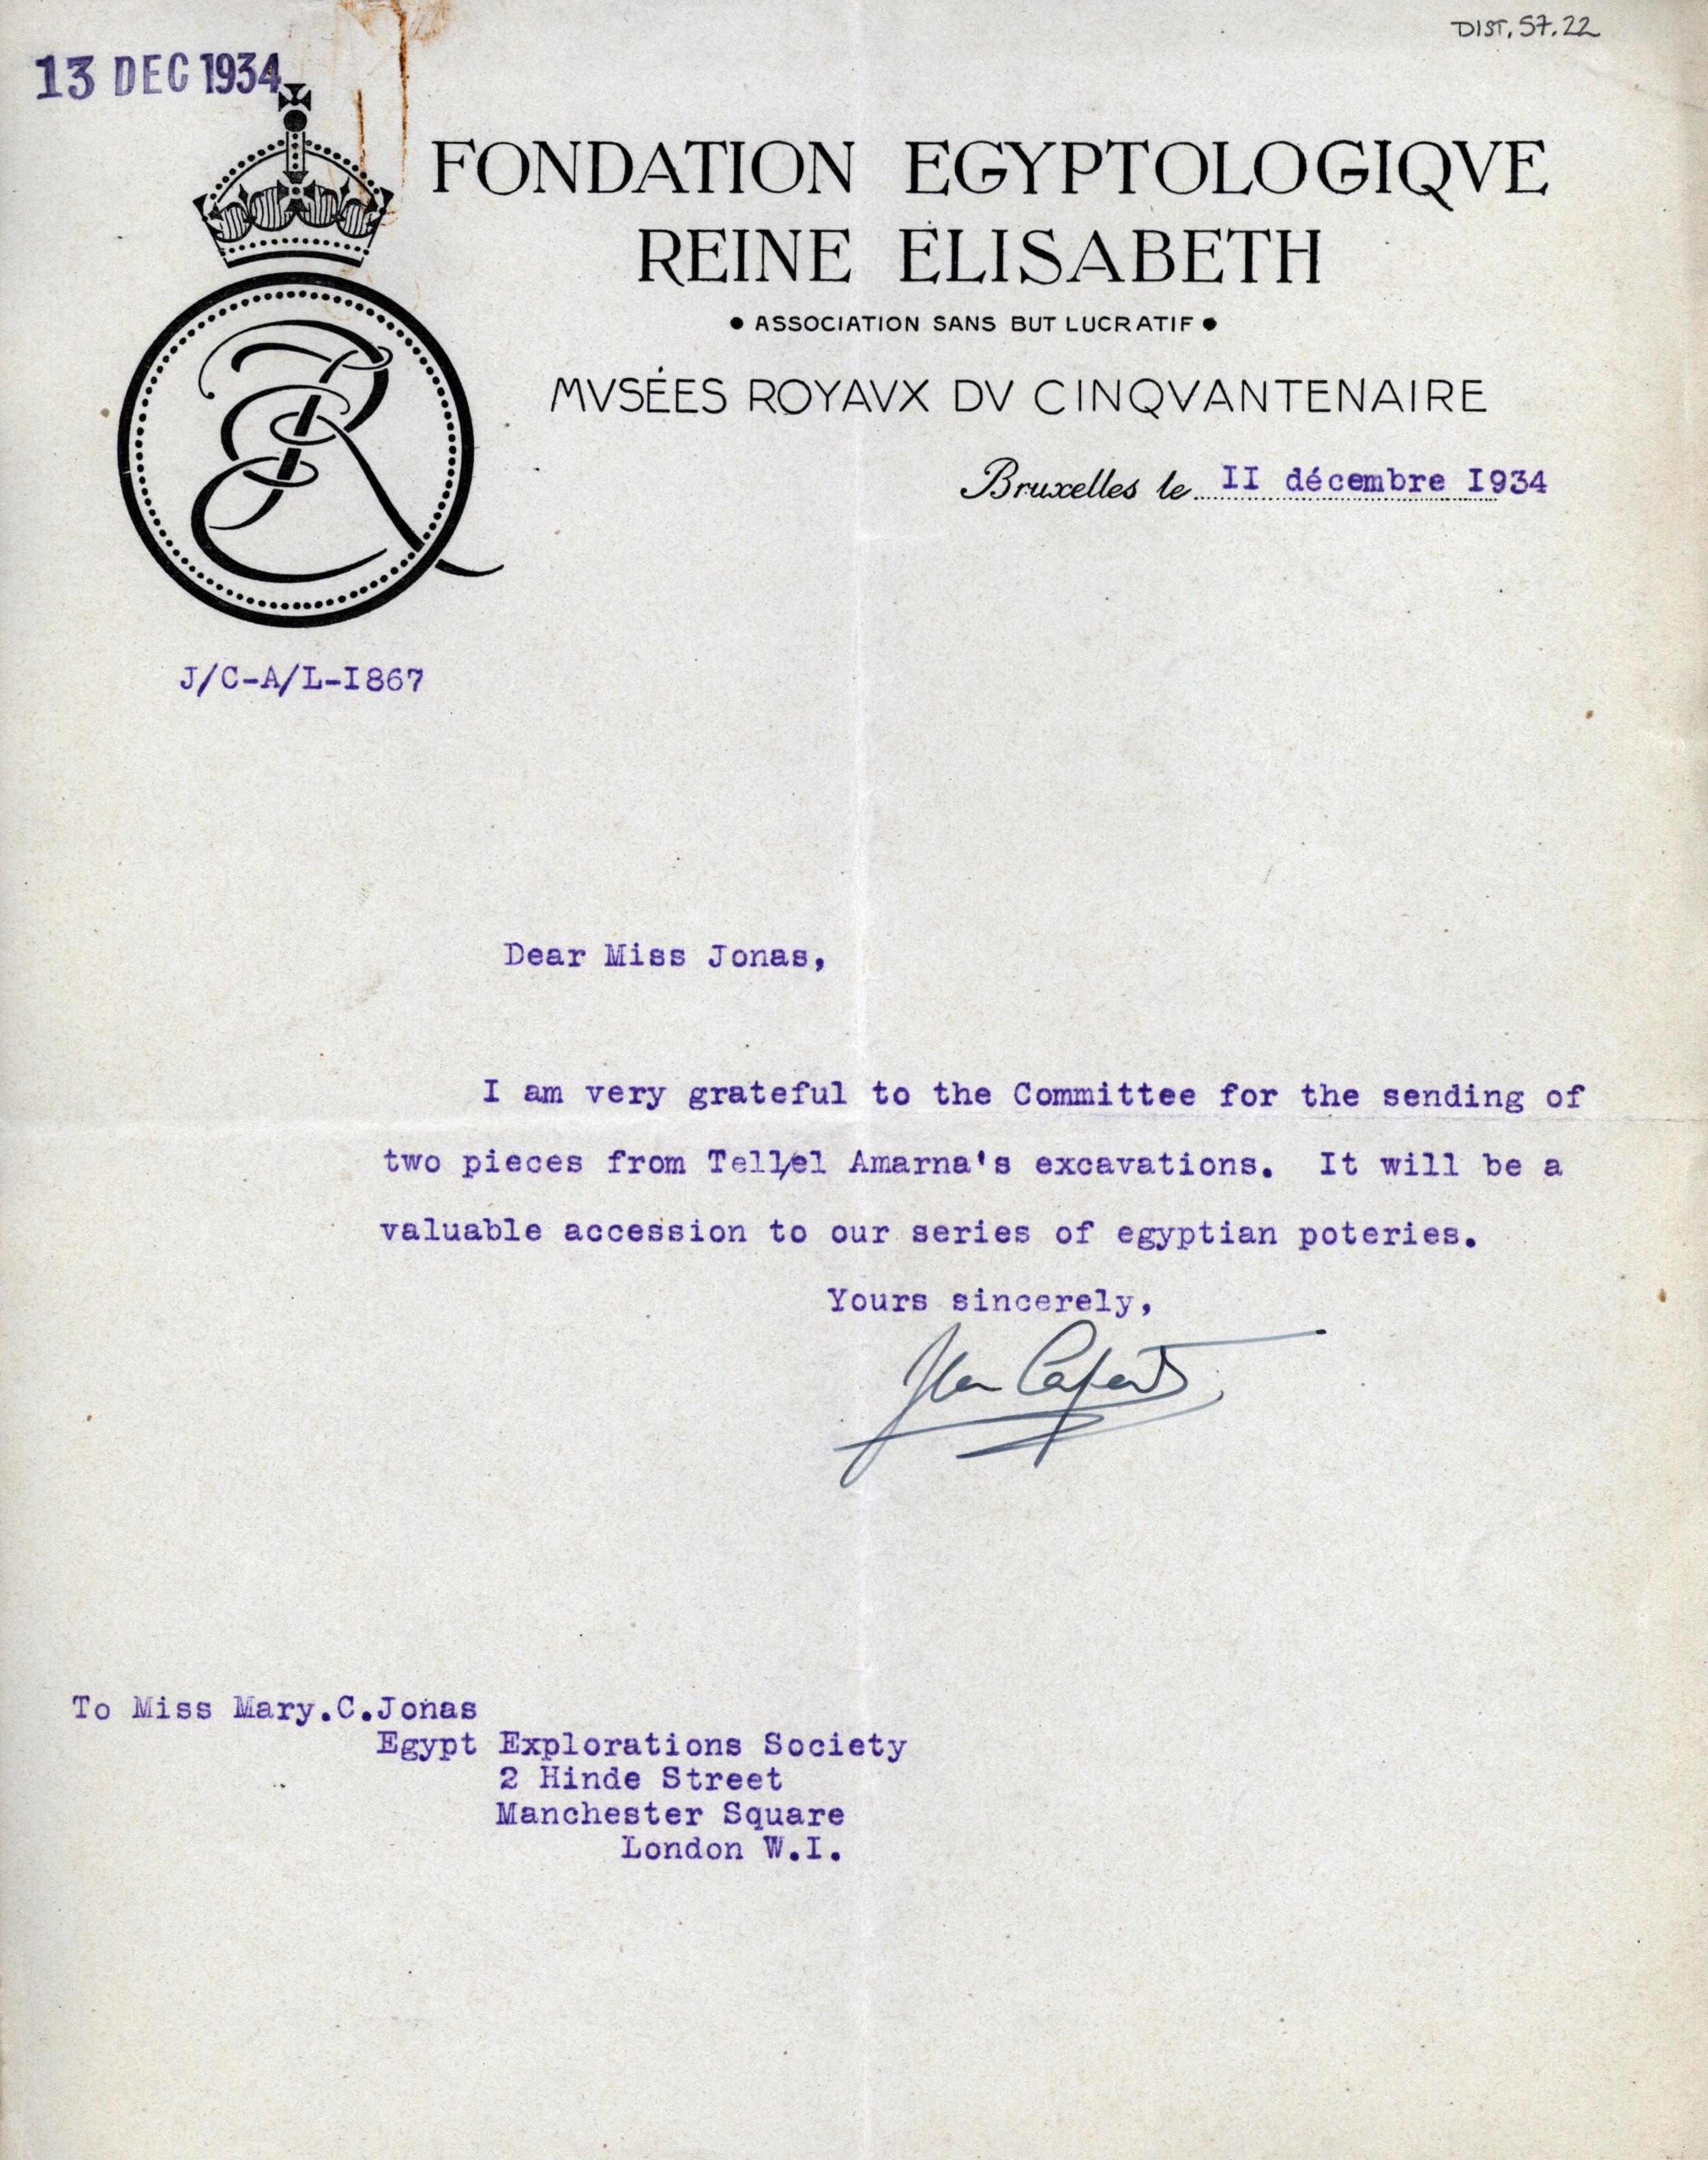 DIST. 57.22
13 DEC 1934
FONDATION EGYPTOLOGIQVE
REINE ELISABETH
• ASSOCIATION SANS BUT LUCRATIF •
MVSÉES ROYAVX DV CINQVANTENAIRE
Bruxelles le II décembre I934
J/C-A/L-I867
Dear Miss Jonas,
I am very grateful to the Committee for the sending of
two pieces from Tell/el Amarna's excavations. It will be a
valuable accession to our series of egyptian poteries.
Yours sincerely,
Jean Capart
To Miss Mary.C.Jonas
Egypt Explorations Society
2 Hinde Street
Manchester Square
London W.I.